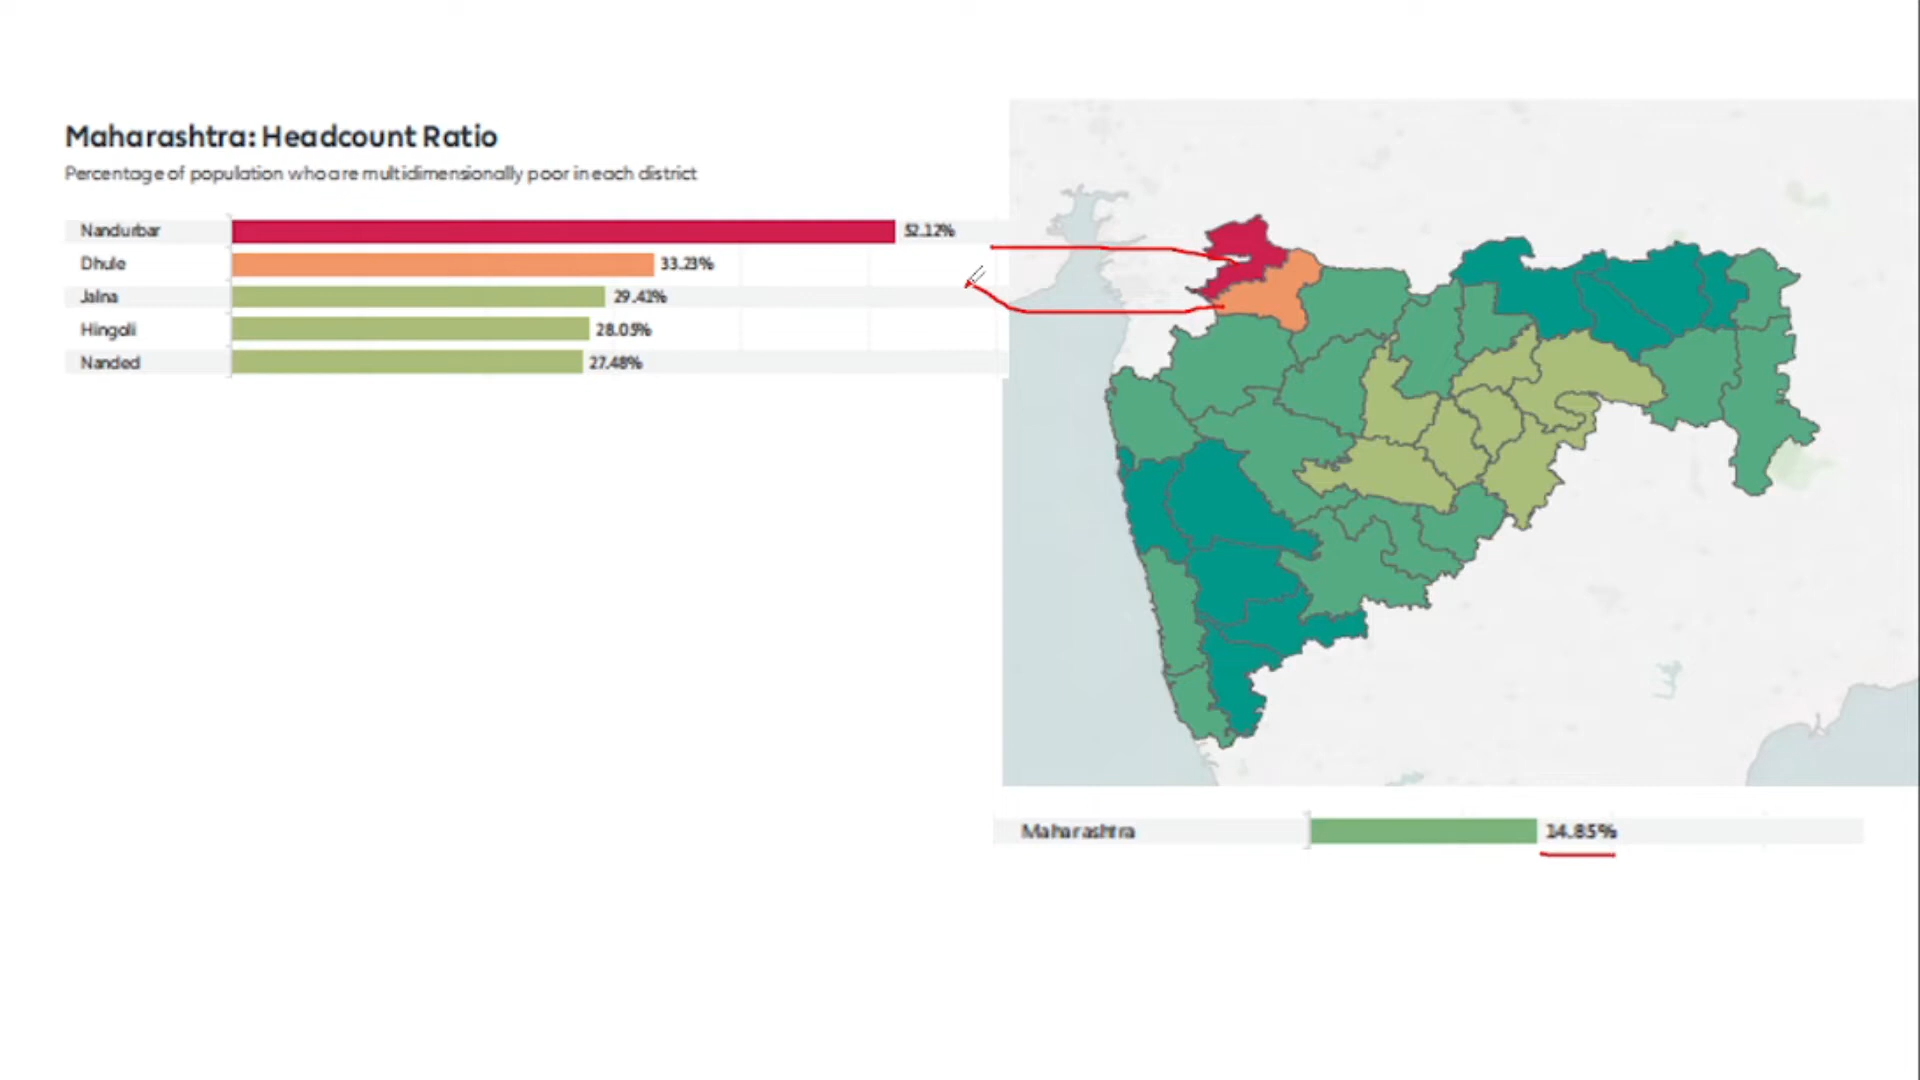 Maharashtra: Headcount Ratio
Percentage of population who are multidimensionally poor in each district
Nandurbar 52.12%
Dhule 33.23%
Jalna 29.41%
Hingoli 28.05%
Nanded 27.48%
Maharashtra 14.85%